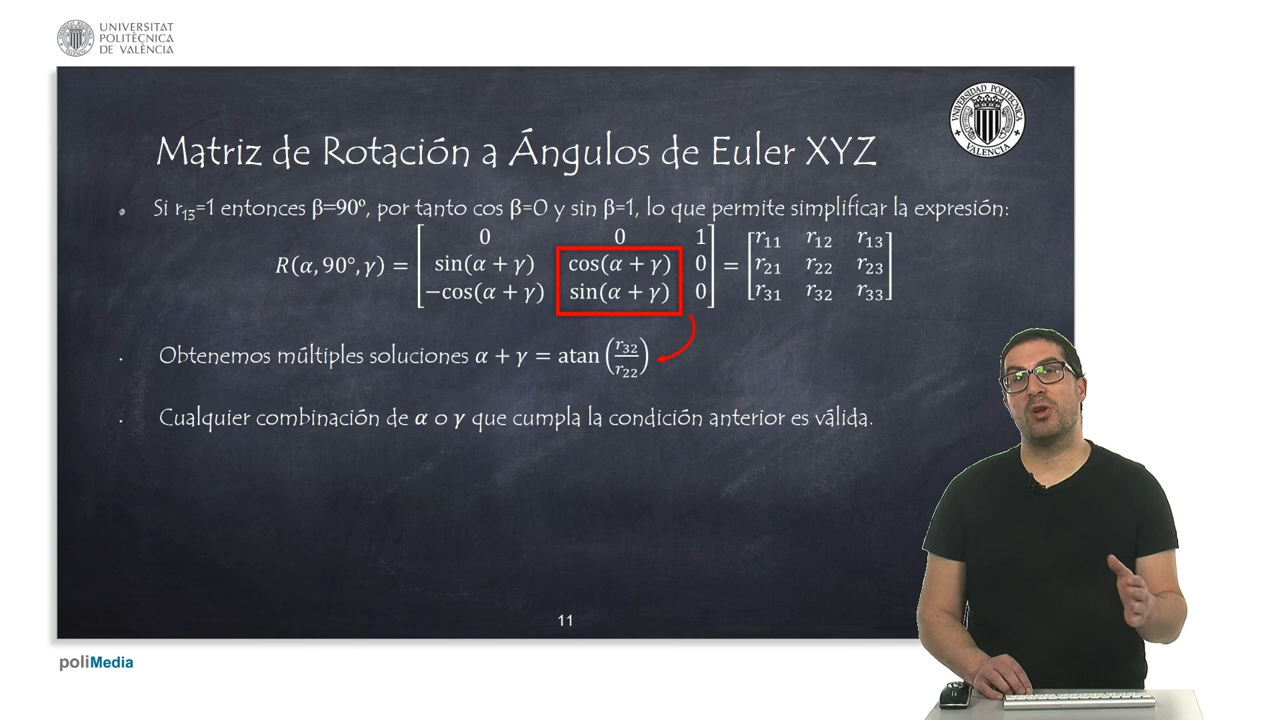 UNIVERSITAT
POLITÈCNICA
DE VALÈNCIA
UNIVERSIDAD POLITECNICA
VALENCIA
Matriz de Rotación a Ángulos de Euler XYZ
• Si r₁₃=1 entonces β=90º, por tanto cos β=0 y sin β=1, lo que permite simplificar la expresión:
R(α, 90°, γ) = [0 0 1; sin(α + γ) cos(α + γ) 0; −cos(α + γ) sin(α + γ) 0] = [r₁₁ r₁₂ r₁₃; r₂₁ r₂₂ r₂₃; r₃₁ r₃₂ r₃₃]
• Obtenemos múltiples soluciones α + γ = atan(r₃₂/r₂₂)
• Cualquier combinación de α o γ que cumpla la condición anterior es válida.
11
poliMedia